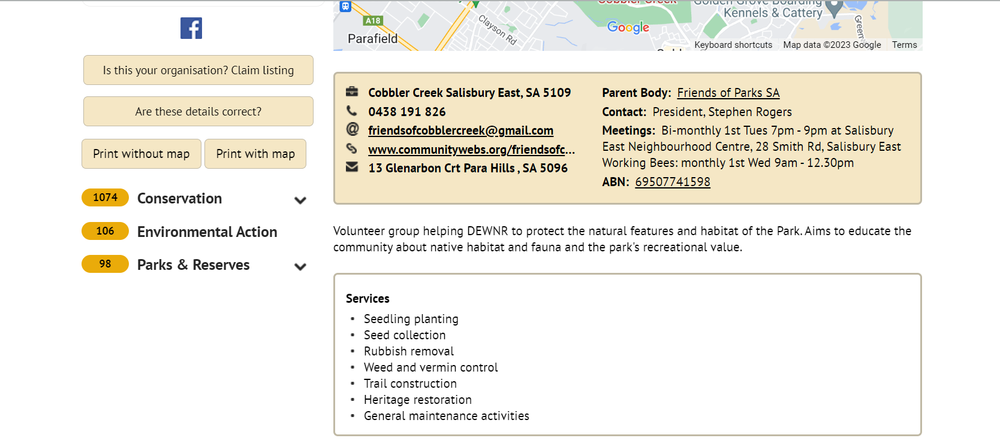 Is this your organisation? Claim listing
Are these details correct?
Print without map
Print with map
1074 Conservation
106 Environmental Action
98 Parks & Reserves
Cobbler Creek
Golden Grove Boarding
Kennels & Cattery
A18
Clayson Rd
Parafield
Google
Green
Keyboard shortcuts
Map data ©2023 Google
Terms
Cobbler Creek Salisbury East, SA 5109
0438 191 826
friendsofcobblercreek@gmail.com
www.communitywebs.org/friendsofc...
13 Glenarbon Crt Para Hills , SA 5096
Parent Body: Friends of Parks SA
Contact: President, Stephen Rogers
Meetings: Bi-monthly 1st Tues 7pm - 9pm at Salisbury
East Neighbourhood Centre, 28 Smith Rd, Salisbury East
Working Bees: monthly 1st Wed 9am - 12.30pm
ABN: 69507741598
Volunteer group helping DEWNR to protect the natural features and habitat of the Park. Aims to educate the
community about native habitat and fauna and the park's recreational value.
Services
• Seedling planting
• Seed collection
• Rubbish removal
• Weed and vermin control
• Trail construction
• Heritage restoration
• General maintenance activities